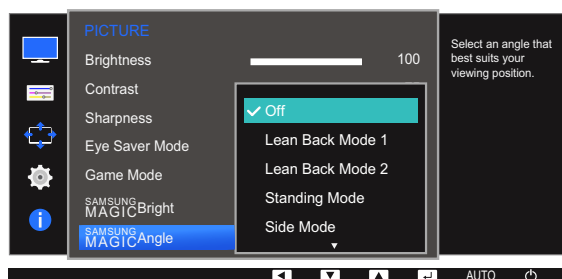 PICTURE
Brightness 100
Contrast
Sharpness
Eye Saver Mode
Game Mode
SAMSUNG MAGICBright
SAMSUNG MAGICAngle
Off
Lean Back Mode 1
Lean Back Mode 2
Standing Mode
Side Mode
Select an angle that
best suits your
viewing position.
AUTO